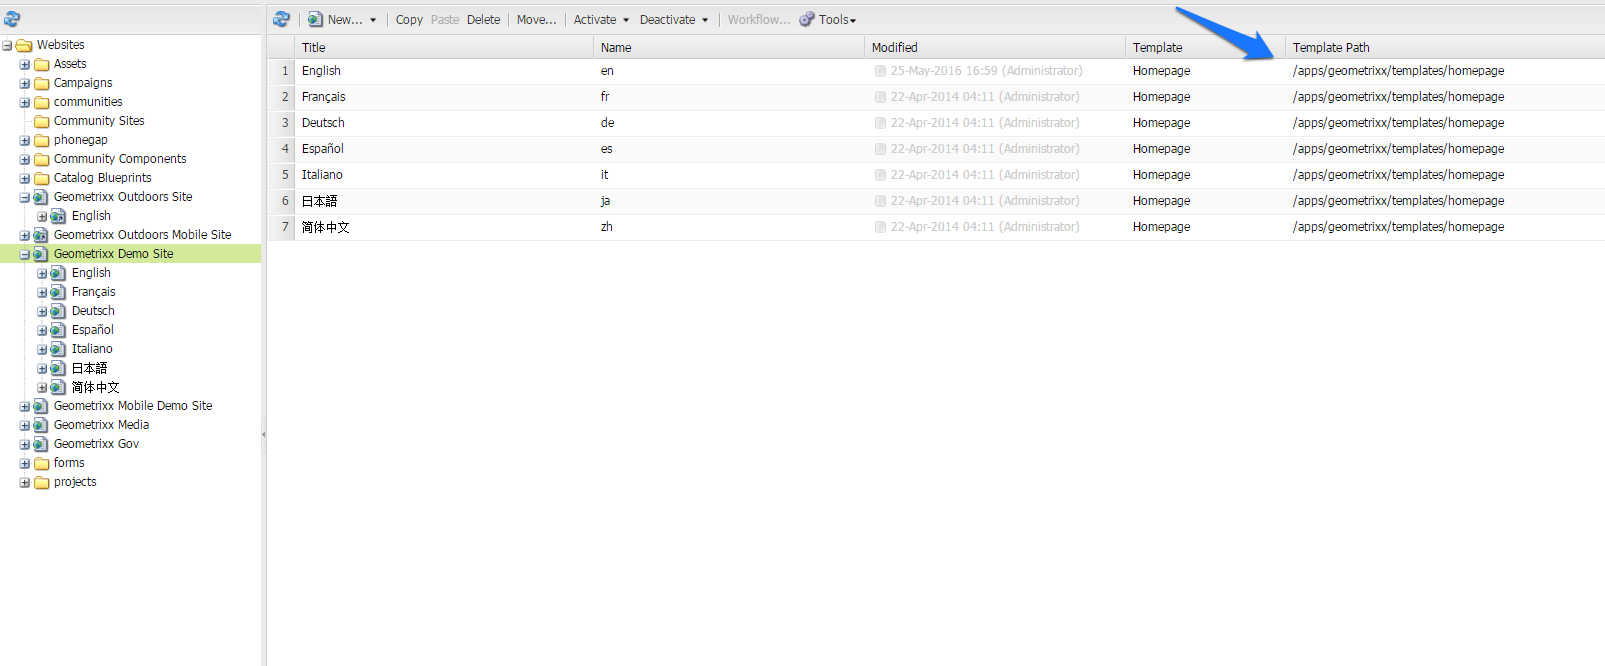 New... Copy Paste Delete Move... Activate Deactivate Workflow... Tools
Websites
Assets
Campaigns
communities
Community Sites
phonegap
Community Components
Catalog Blueprints
Geometrixx Outdoors Site
English
Geometrixx Outdoors Mobile Site
Geometrixx Demo Site
English
Français
Deutsch
Español
Italiano
日本語
简体中文
Geometrixx Mobile Demo Site
Geometrixx Media
Geometrixx Gov
forms
projects
Title Name Modified Template Template Path
1 English en 25-May-2016 16:59 (Administrator) Homepage /apps/geometrixx/templates/homepage
2 Français fr 22-Apr-2014 04:11 (Administrator) Homepage /apps/geometrixx/templates/homepage
3 Deutsch de 22-Apr-2014 04:11 (Administrator) Homepage /apps/geometrixx/templates/homepage
4 Español es 22-Apr-2014 04:11 (Administrator) Homepage /apps/geometrixx/templates/homepage
5 Italiano it 22-Apr-2014 04:11 (Administrator) Homepage /apps/geometrixx/templates/homepage
6 日本語 ja 22-Apr-2014 04:11 (Administrator) Homepage /apps/geometrixx/templates/homepage
7 简体中文 zh 22-Apr-2014 04:11 (Administrator) Homepage /apps/geometrixx/templates/homepage